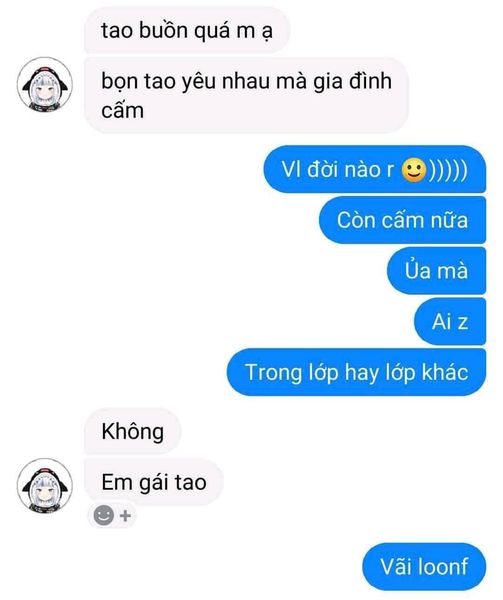 tao buồn quá m ạ
bọn tao yêu nhau mà gia đình
cấm
Vl đời nào r 🙂)))))
Còn cấm nữa
Ủa mà
Ai z
Trong lớp hay lớp khác
Không
Em gái tao
Vãi loonf